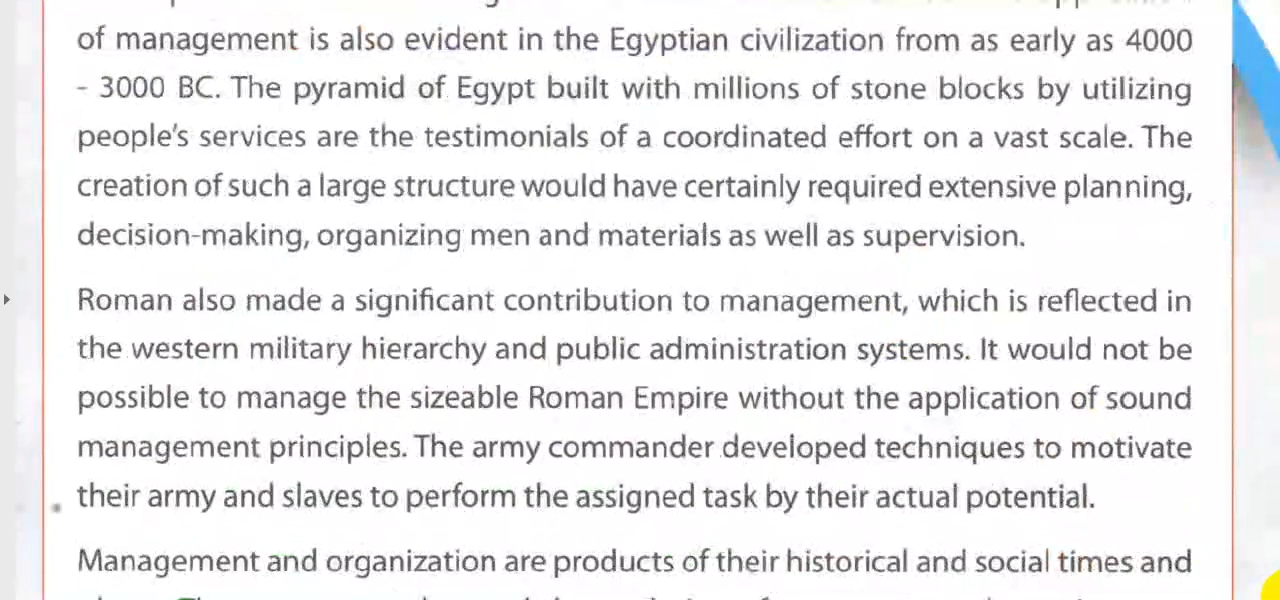 of management is also evident in the Egyptian civilization from as early as 4000
- 3000 BC. The pyramid of Egypt built with millions of stone blocks by utilizing
people's services are the testimonials of a coordinated effort on a vast scale. The
creation of such a large structure would have certainly required extensive planning,
decision-making, organizing men and materials as well as supervision.
Roman also made a significant contribution to management, which is reflected in
the western military hierarchy and public administration systems. It would not be
possible to manage the sizeable Roman Empire without the application of sound
management principles. The army commander developed techniques to motivate
their army and slaves to perform the assigned task by their actual potential.
Management and organization are products of their historical and social times and